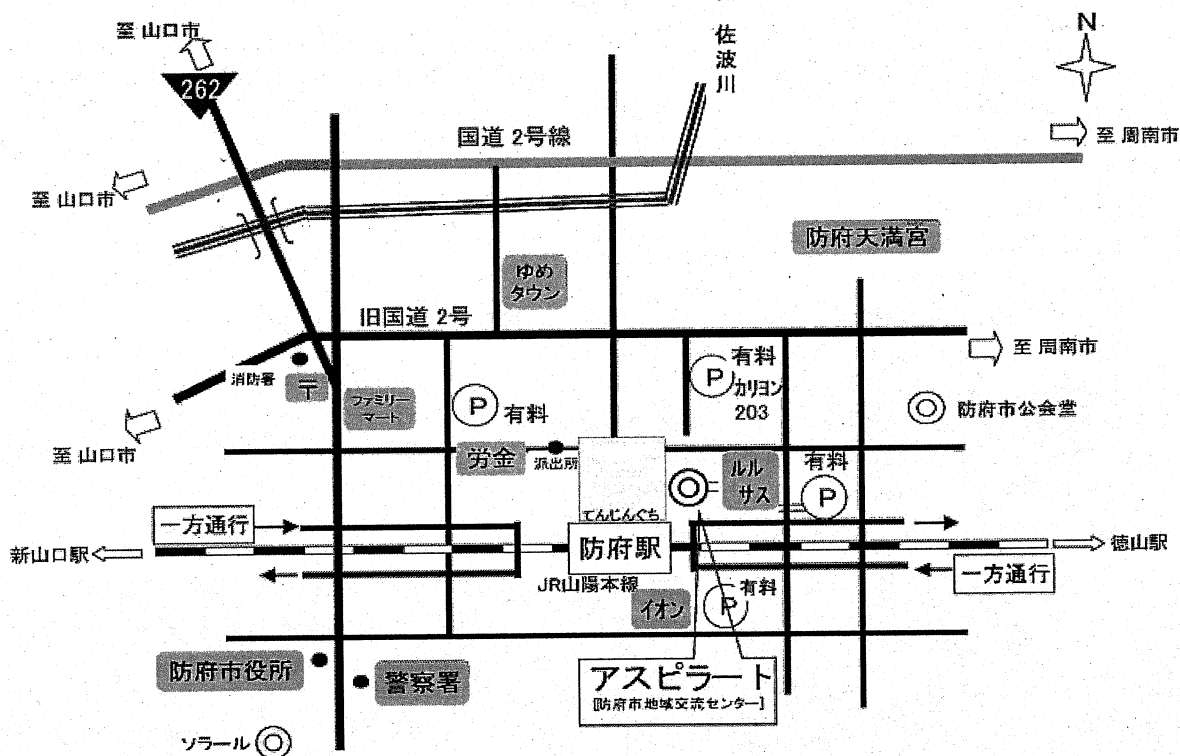 至 山口市
262
佐波川
N
国道 2号線
至 周南市
至 山口市
防府天満宮
ゆめ
タウン
旧国道 2号
至 周南市
消防署
〒
ファミリー
マート
P
有料
P
有料
カリヨン
203
防府市公会堂
至 山口市
労金
派出所
ルル
サス
有料
P
一方通行
てんじんぐち
新山口駅
防府駅
徳山駅
JR山陽本線
一方通行
イオン
P
有料
防府市役所
警察署
アスピラート
[防府市地域交流センター]
ソラール